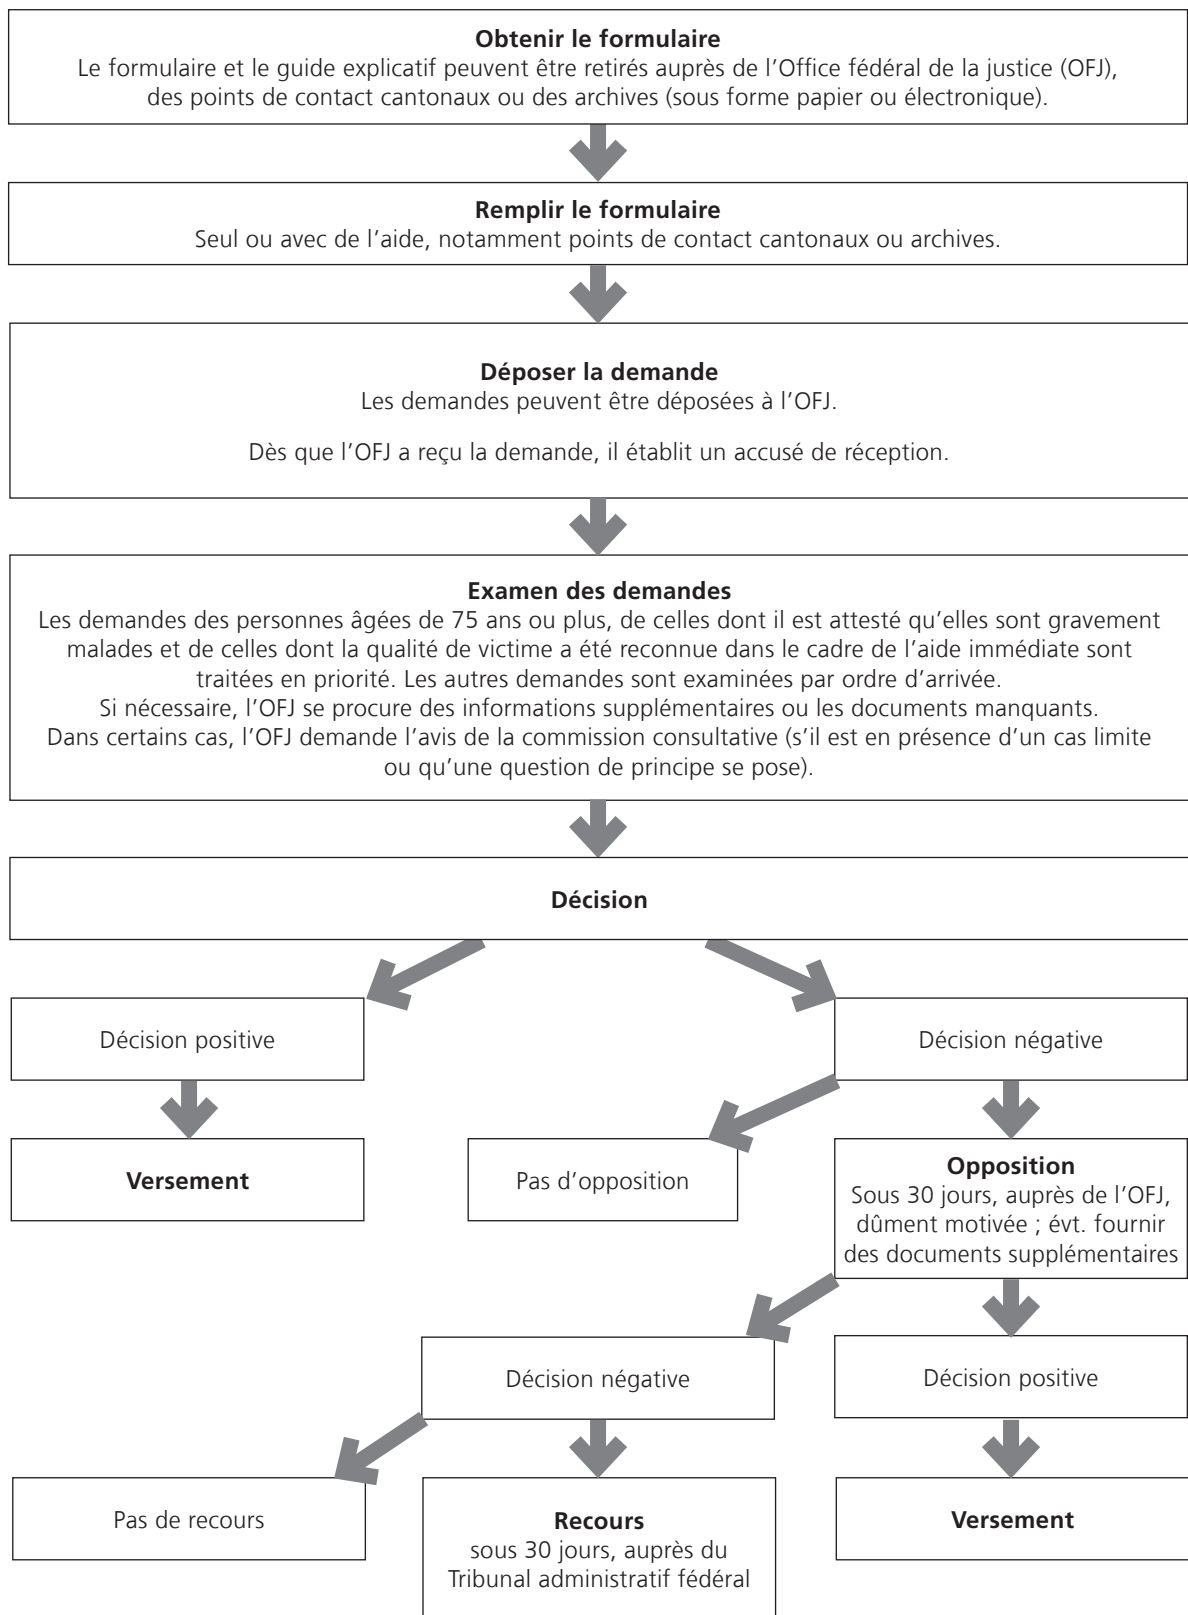 Obtenir le formulaire
Le formulaire et le guide explicatif peuvent être retirés auprès de l’Office fédéral de la justice (OFJ),
des points de contact cantonaux ou des archives (sous forme papier ou électronique).
Remplir le formulaire
Seul ou avec de l’aide, notamment points de contact cantonaux ou archives.
Déposer la demande
Les demandes peuvent être déposées à l’OFJ.
Dès que l’OFJ a reçu la demande, il établit un accusé de réception.
Examen des demandes
Les demandes des personnes âgées de 75 ans ou plus, de celles dont il est attesté qu’elles sont gravement
malades et de celles dont la qualité de victime a été reconnue dans le cadre de l’aide immédiate sont
traitées en priorité. Les autres demandes sont examinées par ordre d’arrivée.
Si nécessaire, l’OFJ se procure des informations supplémentaires ou les documents manquants.
Dans certains cas, l’OFJ demande l’avis de la commission consultative (s’il est en présence d’un cas limite
ou qu’une question de principe se pose).
Décision
Décision positive
Décision négative
Versement
Pas d’opposition
Opposition
Sous 30 jours, auprès de l’OFJ,
dûment motivée ; évt. fournir
des documents supplémentaires
Décision négative
Décision positive
Pas de recours
Recours
sous 30 jours, auprès du
Tribunal administratif fédéral
Versement